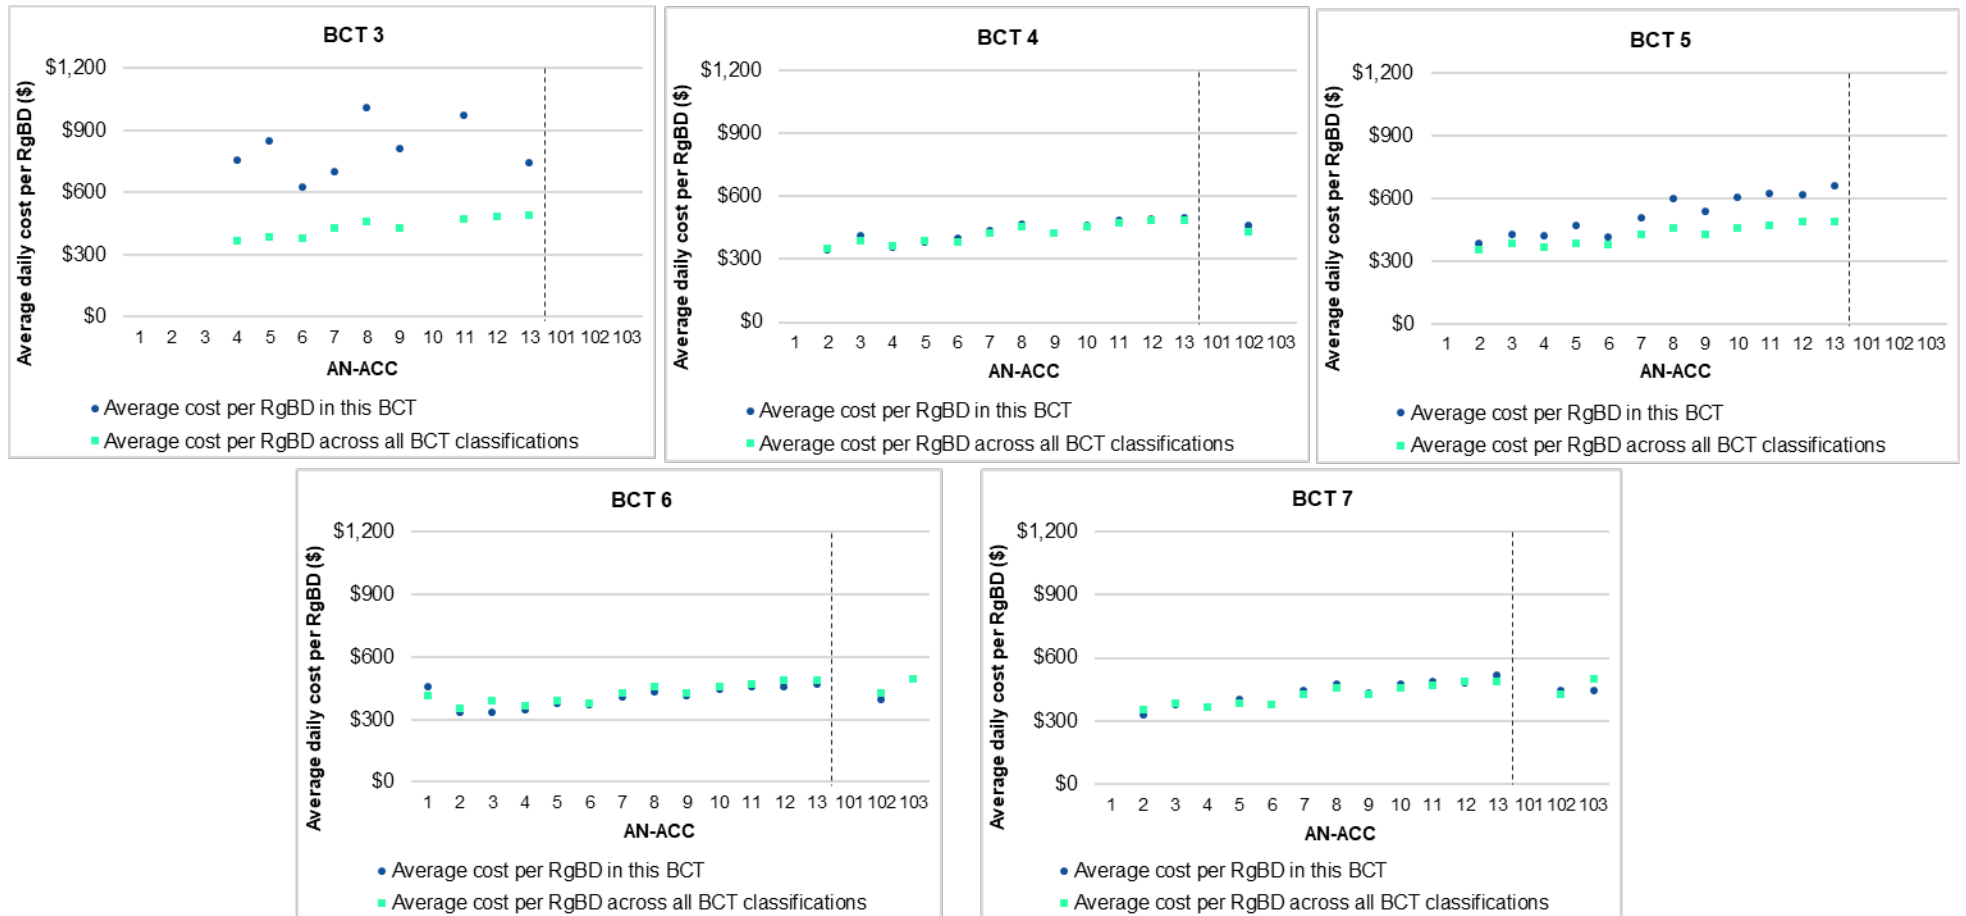 BCT 3
Average daily cost per RgBD ($)
$1,200
$900
$600
$300
$0
1 2 3 4 5 6 7 8 9 10 11 12 13 101 102 103
AN-ACC
Average cost per RgBD in this BCT
Average cost per RgBD across all BCT classifications
BCT 4
Average daily cost per RgBD ($)
$1,200
$900
$600
$300
$0
1 2 3 4 5 6 7 8 9 10 11 12 13 101 102 103
AN-ACC
Average cost per RgBD in this BCT
Average cost per RgBD across all BCT classifications
BCT 5
Average daily cost per RgBD ($)
$1,200
$900
$600
$300
$0
1 2 3 4 5 6 7 8 9 10 11 12 13 101 102 103
AN-ACC
Average cost per RgBD in this BCT
Average cost per RgBD across all BCT classifications
BCT 6
Average daily cost per RgBD ($)
$1,200
$900
$600
$300
$0
1 2 3 4 5 6 7 8 9 10 11 12 13 101 102 103
AN-ACC
Average cost per RgBD in this BCT
Average cost per RgBD across all BCT classifications
BCT 7
Average daily cost per RgBD ($)
$1,200
$900
$600
$300
$0
1 2 3 4 5 6 7 8 9 10 11 12 13 101 102 103
AN-ACC
Average cost per RgBD in this BCT
Average cost per RgBD across all BCT classifications